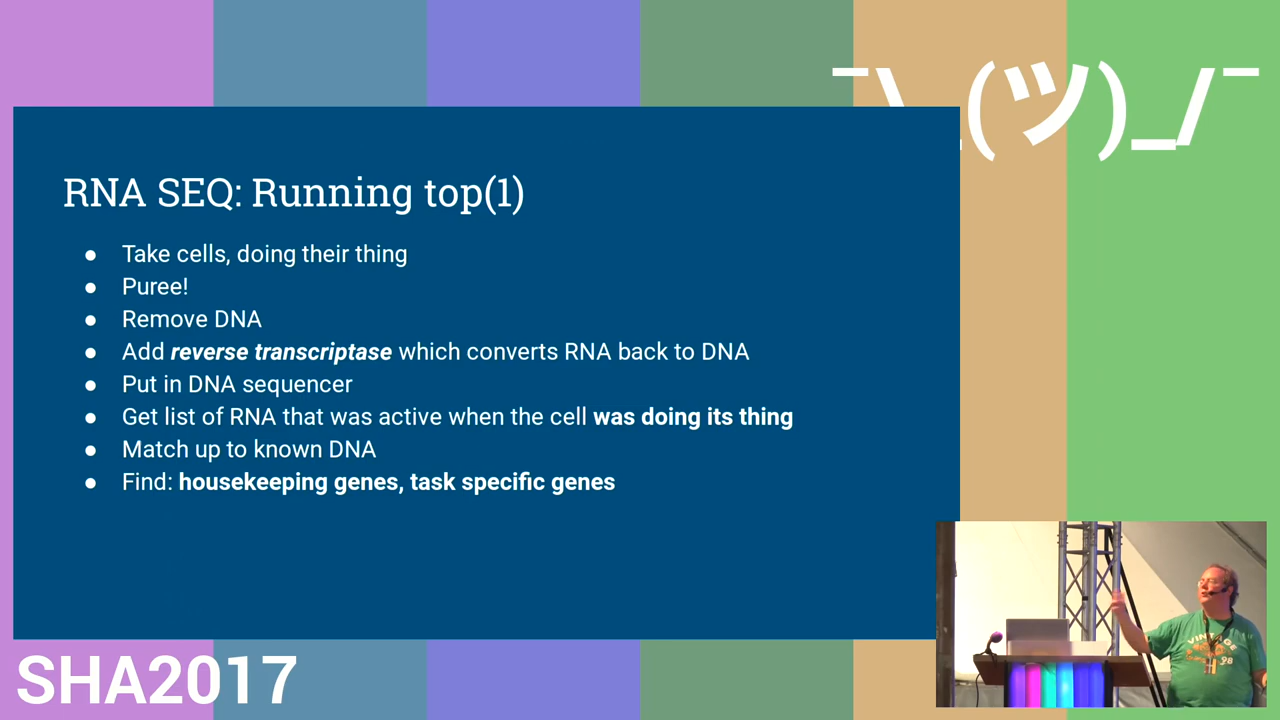 ¯\_(ツ)_/¯
RNA SEQ: Running top(1)
● Take cells, doing their thing
● Puree!
● Remove DNA
● Add reverse transcriptase which converts RNA back to DNA
● Put in DNA sequencer
● Get list of RNA that was active when the cell was doing its thing
● Match up to known DNA
● Find: housekeeping genes, task specific genes
VINTAGE
98
SHA2017